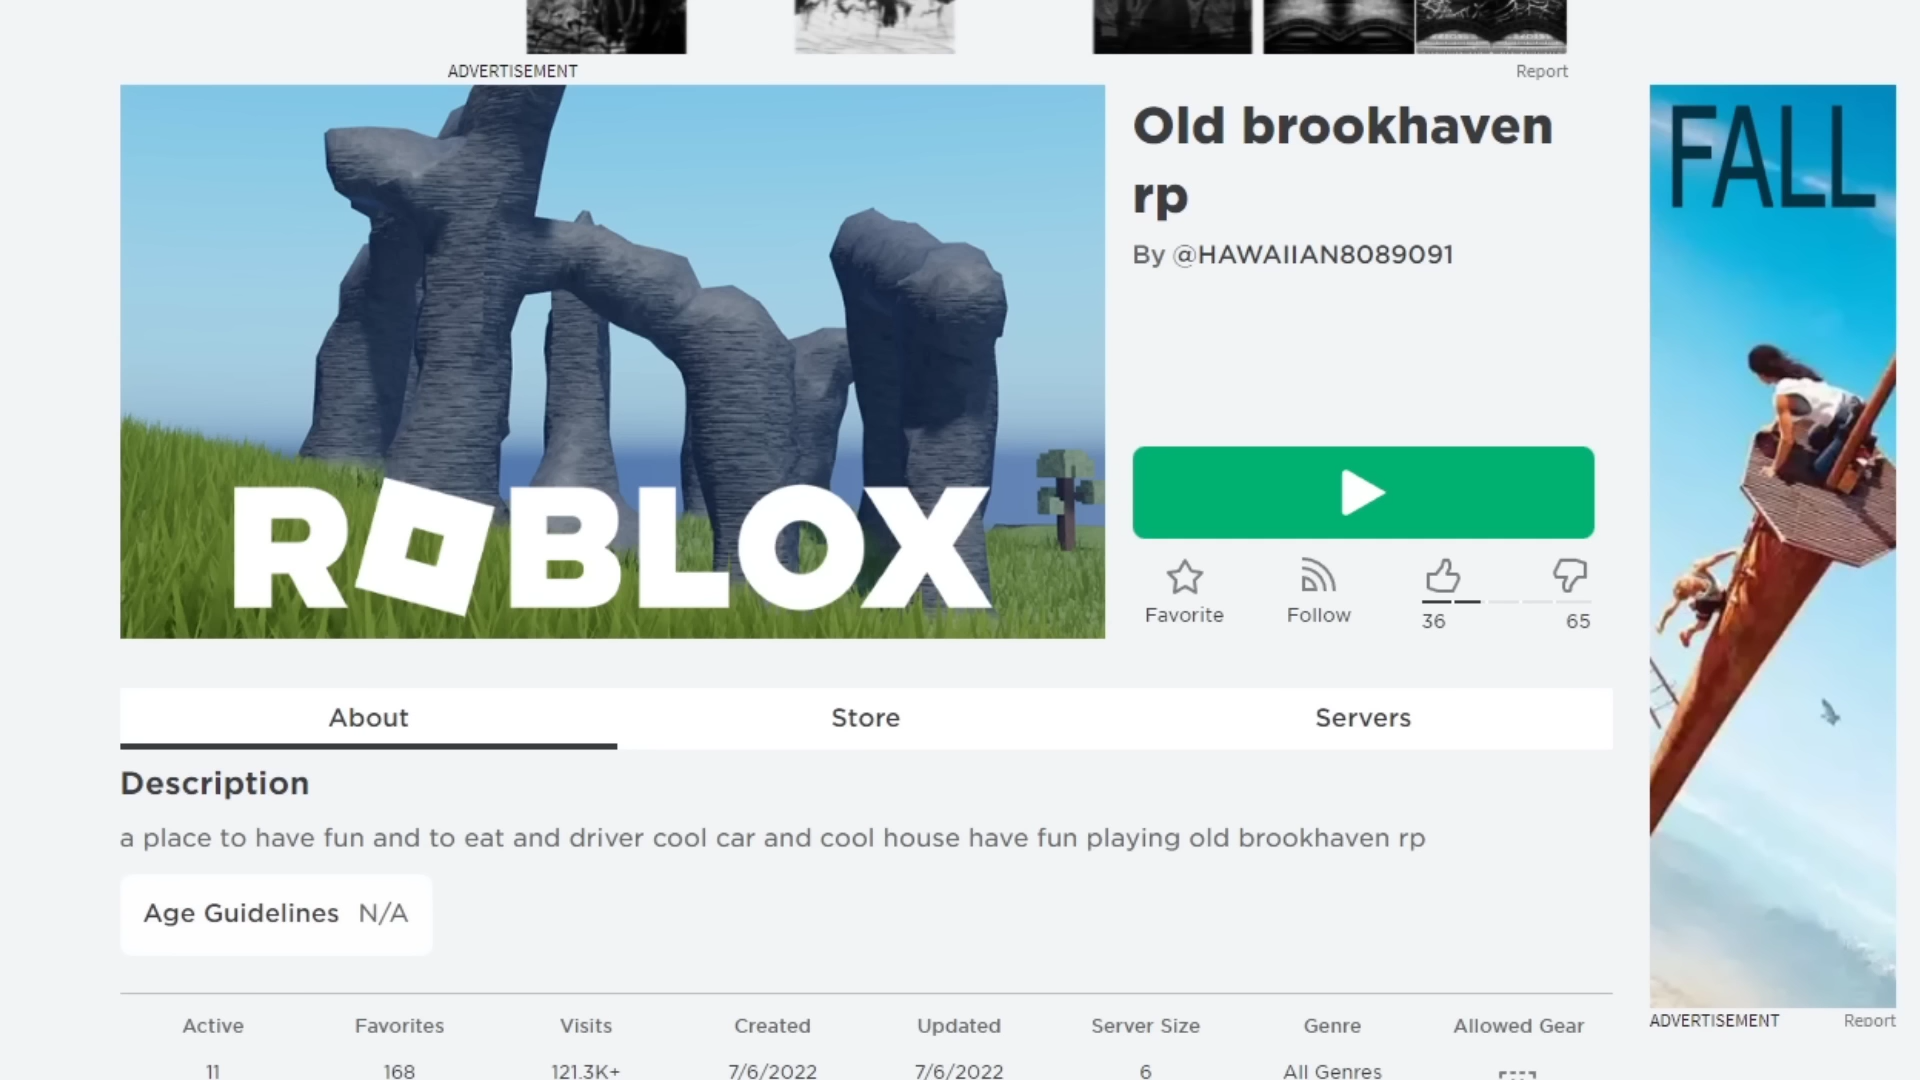 ADVERTISEMENT
Report
ROBLOX
Old brookhaven
rp
By @HAWAIIAN8089091
Favorite
Follow
36
65
FALL
About
Store
Servers
Description
a place to have fun and to eat and driver cool car and cool house have fun playing old brookhaven rp
Age Guidelines N/A
Active
Favorites
Visits
Created
Updated
Server Size
Genre
Allowed Gear
11
168
121.3K+
7/6/2022
7/6/2022
6
All Genres
ADVERTISEMENT
Report